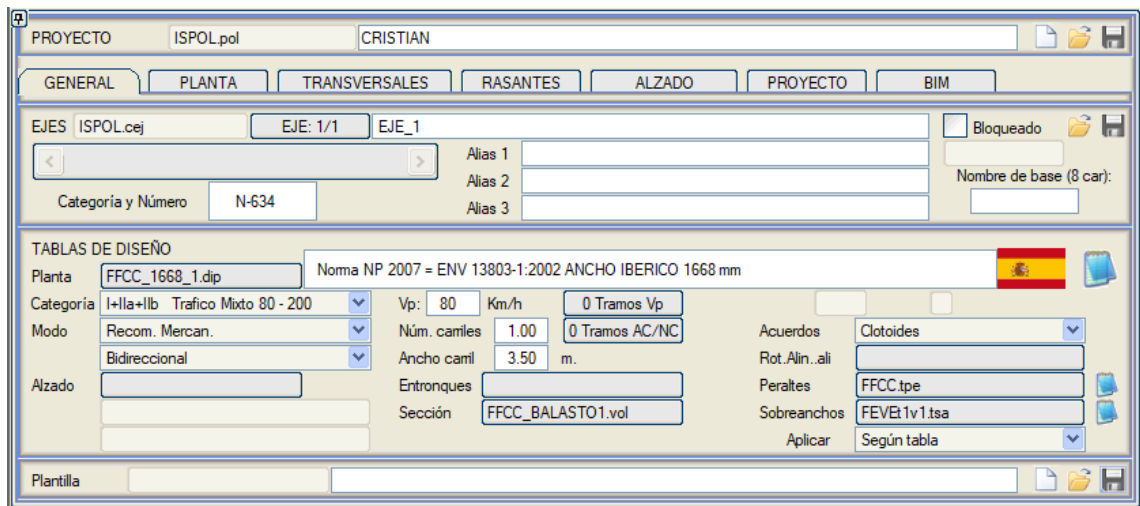 PROYECTO ISPOL.pol CRISTIAN
GENERAL PLANTA TRANSVERSALES RASANTES ALZADO PROYECTO BIM
EJES ISPOL.cej EJE: 1/1 EJE_1 Bloqueado
< > Alias 1
Alias 2 Nombre de base (8 car):
Categoría y Número N-634 Alias 3
TABLAS DE DISEÑO
Planta FFCC_1668_1.dip Norma NP 2007 = ENV 13803-1:2002 ANCHO IBERICO 1668 mm
Categoría I+IIa+IIb Trafico Mixto 80 - 200 Vp: 80 Km/h 0 Tramos Vp
Modo Recom. Mercan. Núm. carriles 1.00 0 Tramos AC/NC Acuerdos Clotoides
Bidireccional Ancho carril 3.50 m. Rot.Alin..ali
Alzado Entronques Peraltes FFCC.tpe
Sección FFCC_BALASTO1.vol Sobreanchos FEVEt1v1.tsa
Aplicar Según tabla
Plantilla